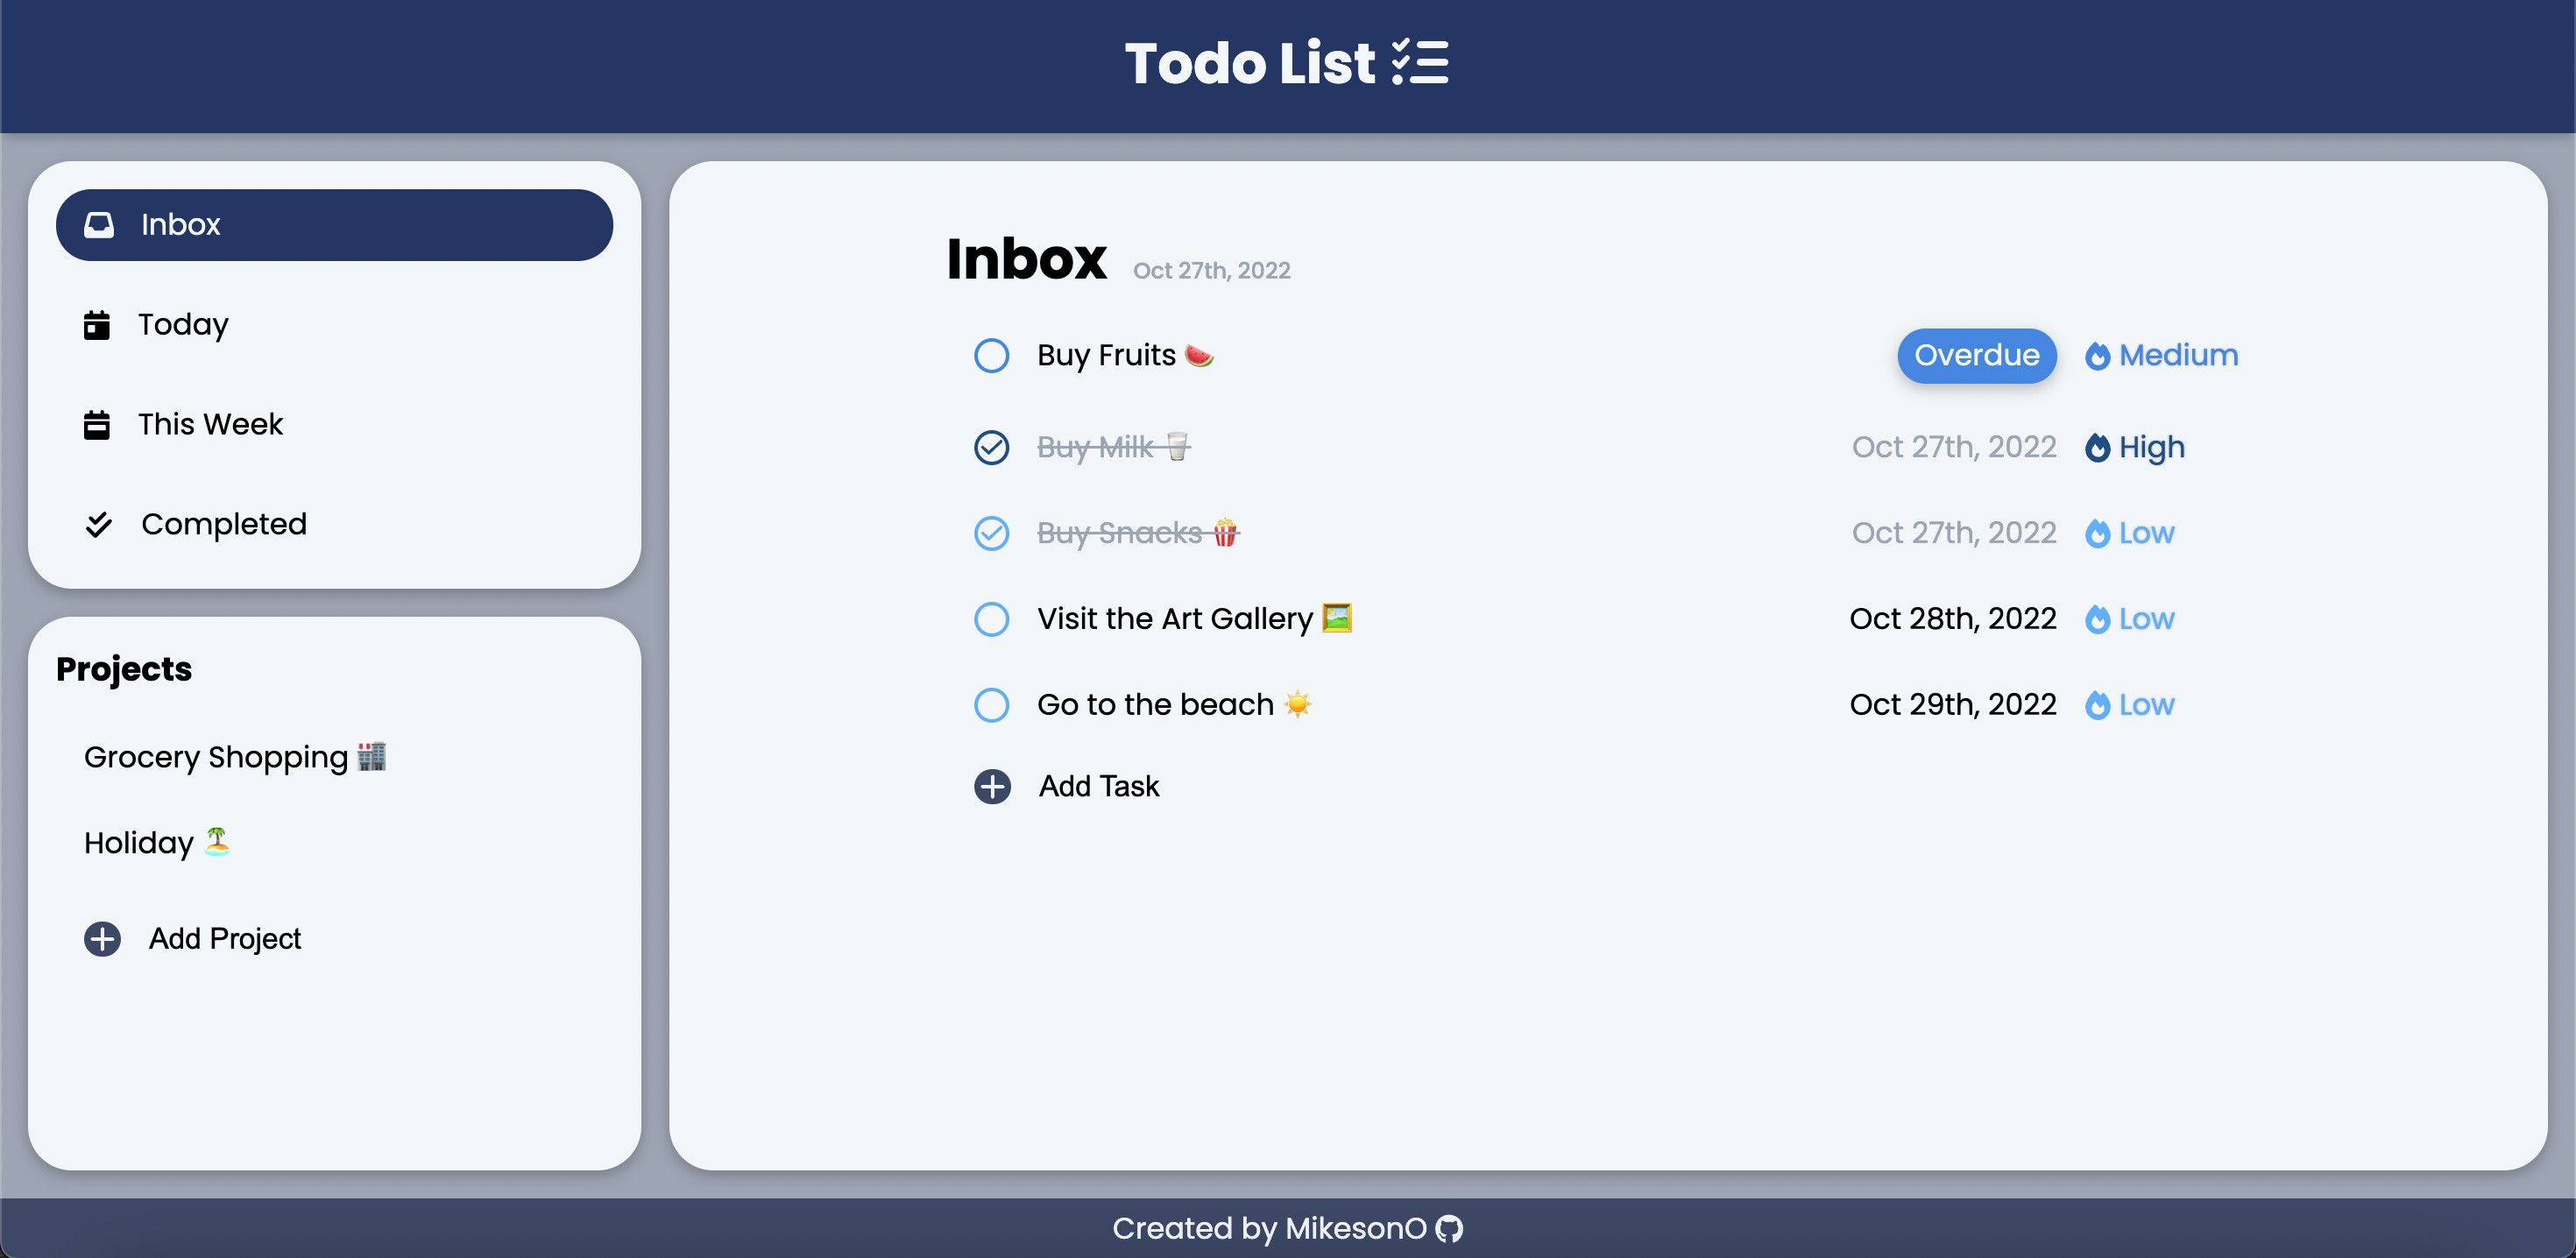 Todo List
Inbox
Today
This Week
Completed
Projects
Grocery Shopping 🏬
Holiday 🏝️
Add Project
Inbox Oct 27th, 2022
Buy Fruits 🍉 Overdue Medium
Buy Milk 🥛 Oct 27th, 2022 High
Buy Snacks 🍿 Oct 27th, 2022 Low
Visit the Art Gallery 🖼️ Oct 28th, 2022 Low
Go to the beach ☀️ Oct 29th, 2022 Low
Add Task
Created by MikesonO